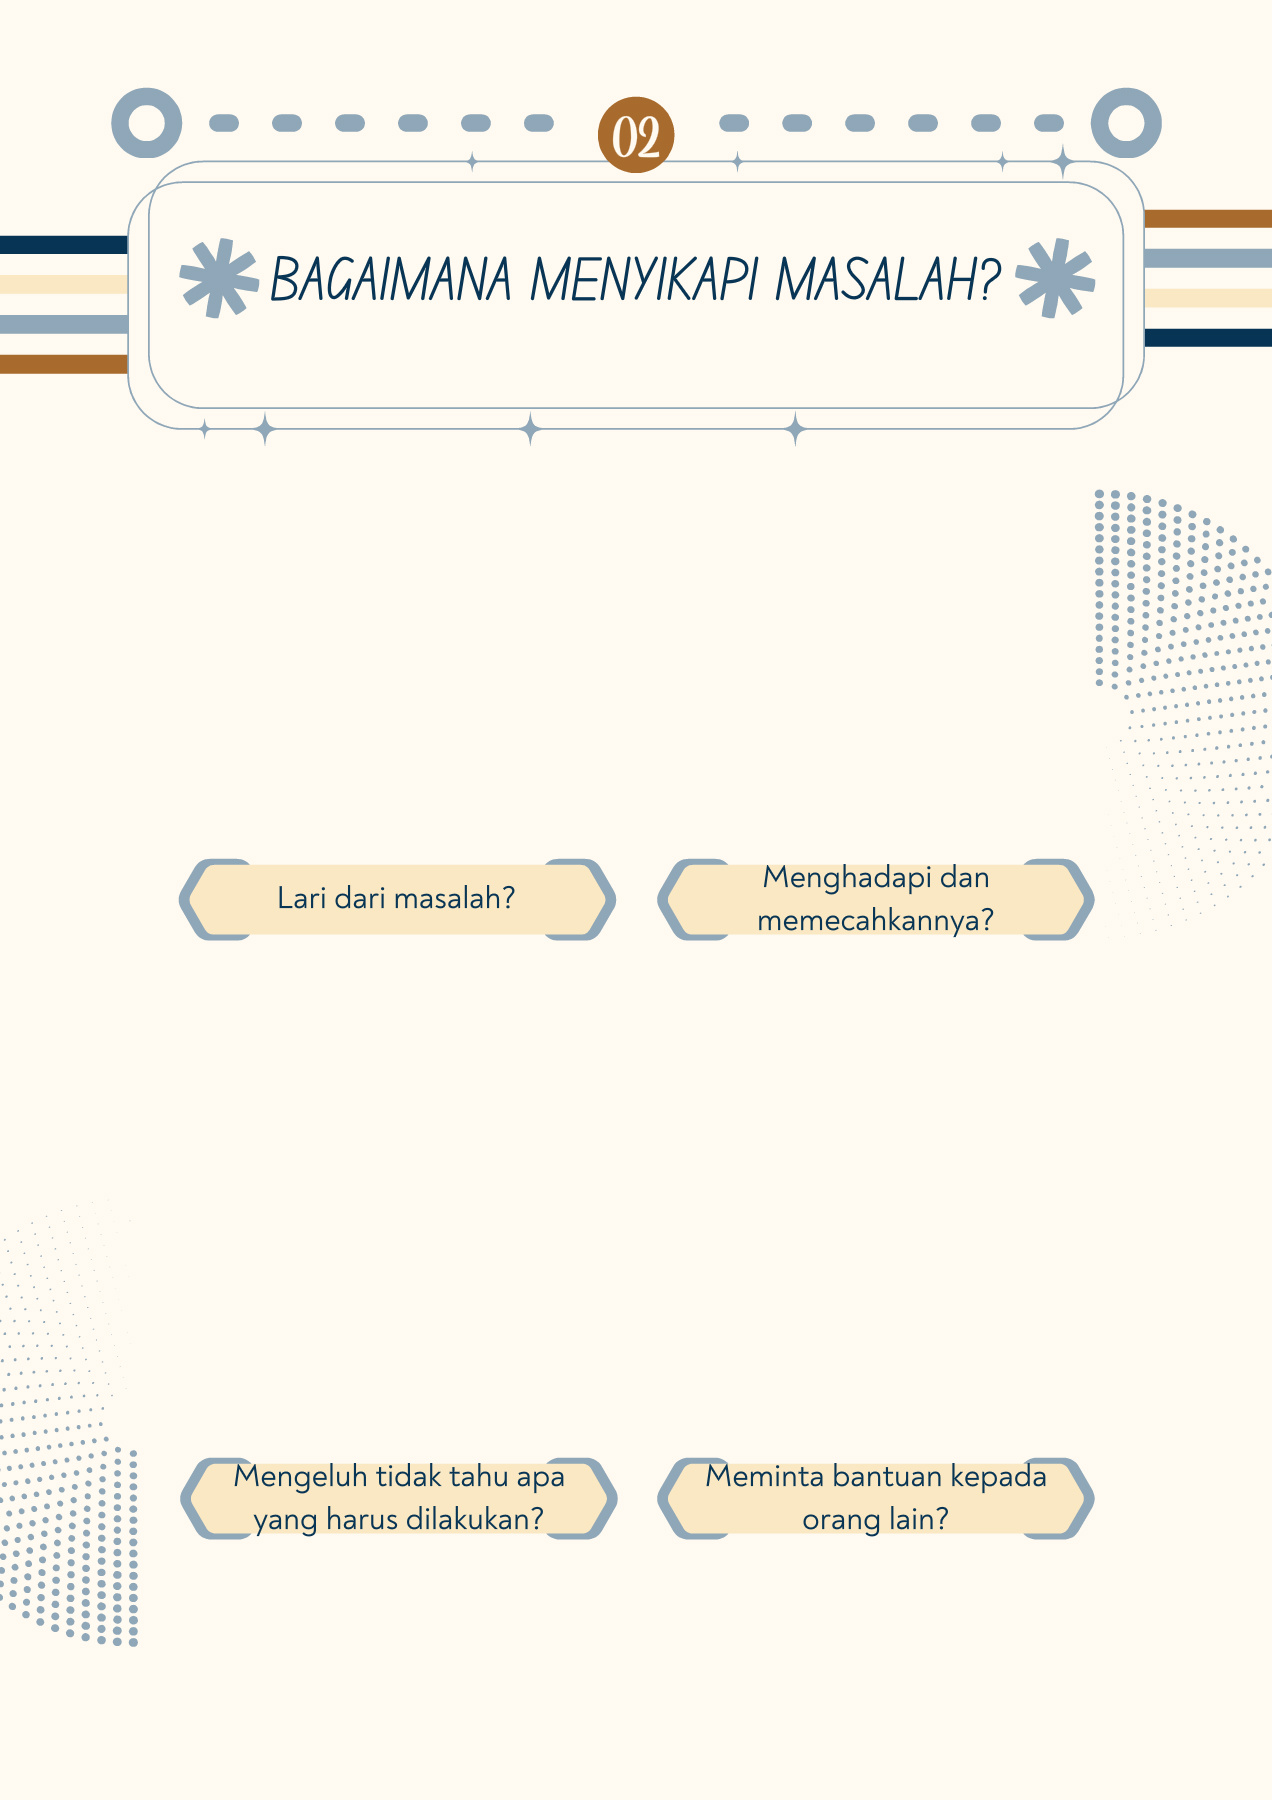 02
BAGAIMANA MENYIKAPI MASALAH?
Lari dari masalah?
Menghadapi dan
memecahkannya?
Mengeluh tidak tahu apa
yang harus dilakukan?
Meminta bantuan kepada
orang lain?